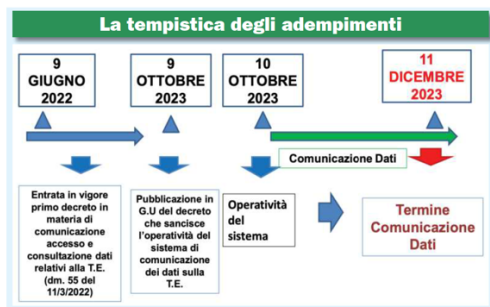 La tempistica degli adempimenti
9
GIUGNO
2022
9
OTTOBRE
2023
10
OTTOBRE
2023
11
DICEMBRE
2023
Comunicazione Dati
Entrata in vigore
primo decreto in
materia di
comunicazione
accesso e
consultazione dati
relativi alla T.E.
(dm. 55 del
11/3/2022)
Pubblicazione in
G.U del decreto
che sancisce
l'operatività del
sistema di
comunicazione
dei dati sulla
T.E.
Operatività
del
sistema
Termine
Comunicazione
Dati